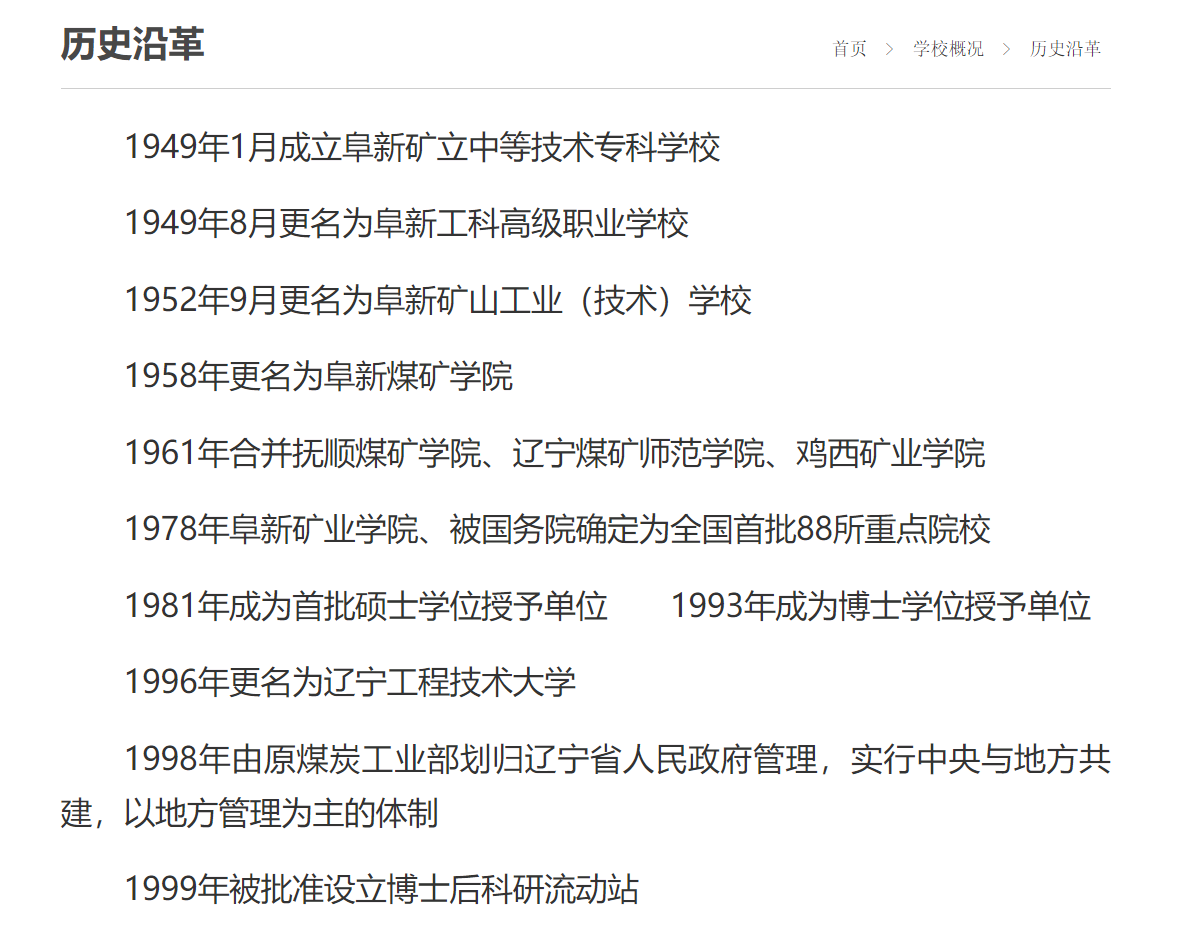 历史沿革
首页 > 学校概况 > 历史沿革
1949年1月成立阜新矿立中等技术专科学校
1949年8月更名为阜新工科高级职业学校
1952年9月更名为阜新矿山工业（技术）学校
1958年更名为阜新煤矿学院
1961年合并抚顺煤矿学院、辽宁煤矿师范学院、鸡西矿业学院
1978年阜新矿业学院、被国务院确定为全国首批88所重点院校
1981年成为首批硕士学位授予单位  1993年成为博士学位授予单位
1996年更名为辽宁工程技术大学
1998年由原煤炭工业部划归辽宁省人民政府管理，实行中央与地方共
建，以地方管理为主的体制
1999年被批准设立博士后科研流动站